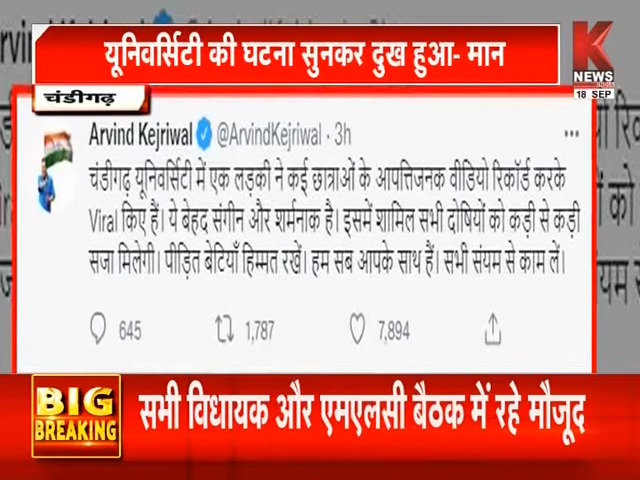 यूनिवर्सिटी की घटना सुनकर दुख हुआ- मान
K
NEWS
INDIA
18 SEP
चंडीगढ़
Arvind Kejriwal @ArvindKejriwal · 3h
चंडीगढ़ यूनिवर्सिटी में एक लड़की ने कई छात्राओं के आपत्तिजनक वीडियो रिकॉर्ड करके
Viral किए हैं। ये बेहद संगीन और शर्मनाक है। इसमें शामिल सभी दोषियों को कड़ी से कड़ी
सजा मिलेगी। पीड़ित बेटियाँ हिम्मत रखें। हम सब आपके साथ हैं। सभी संयम से काम लें।
645 1,787 7,894
BIG
BREAKING
सभी विधायक और एमएलसी बैठक में रहे मौजूद